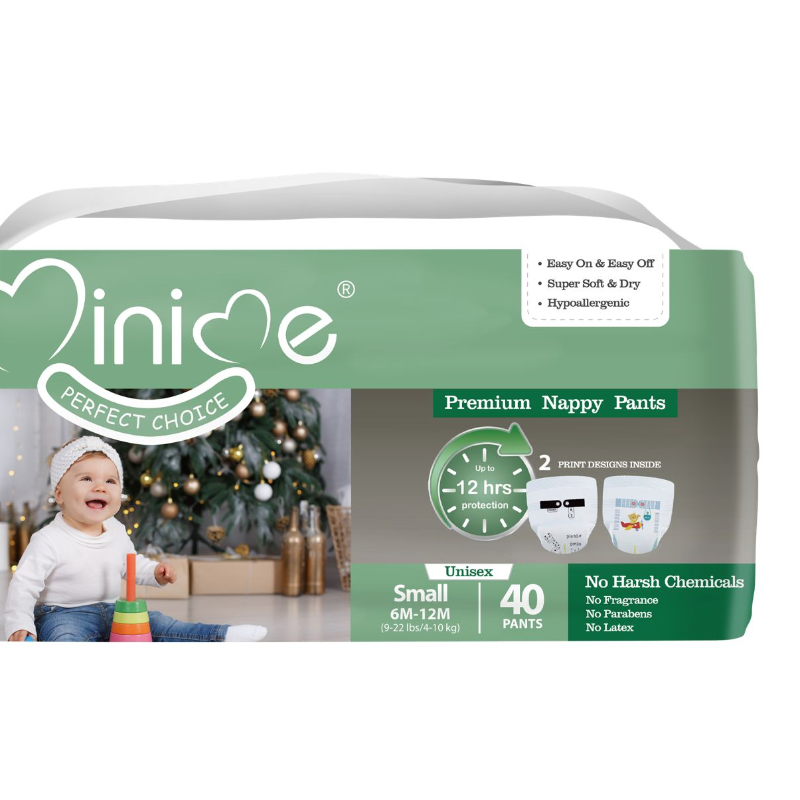 Minime®
PERFECT CHOICE
• Easy On & Easy Off
• Super Soft & Dry
• Hypoallergenic
Premium Nappy Pants
Up to
12 hrs
protection
2 PRINT DESIGNS INSIDE
Unisex
Small
6M-12M
(9-22 lbs/4-10 kg)
40
PANTS
No Harsh Chemicals
No Fragrance
No Parabens
No Latex